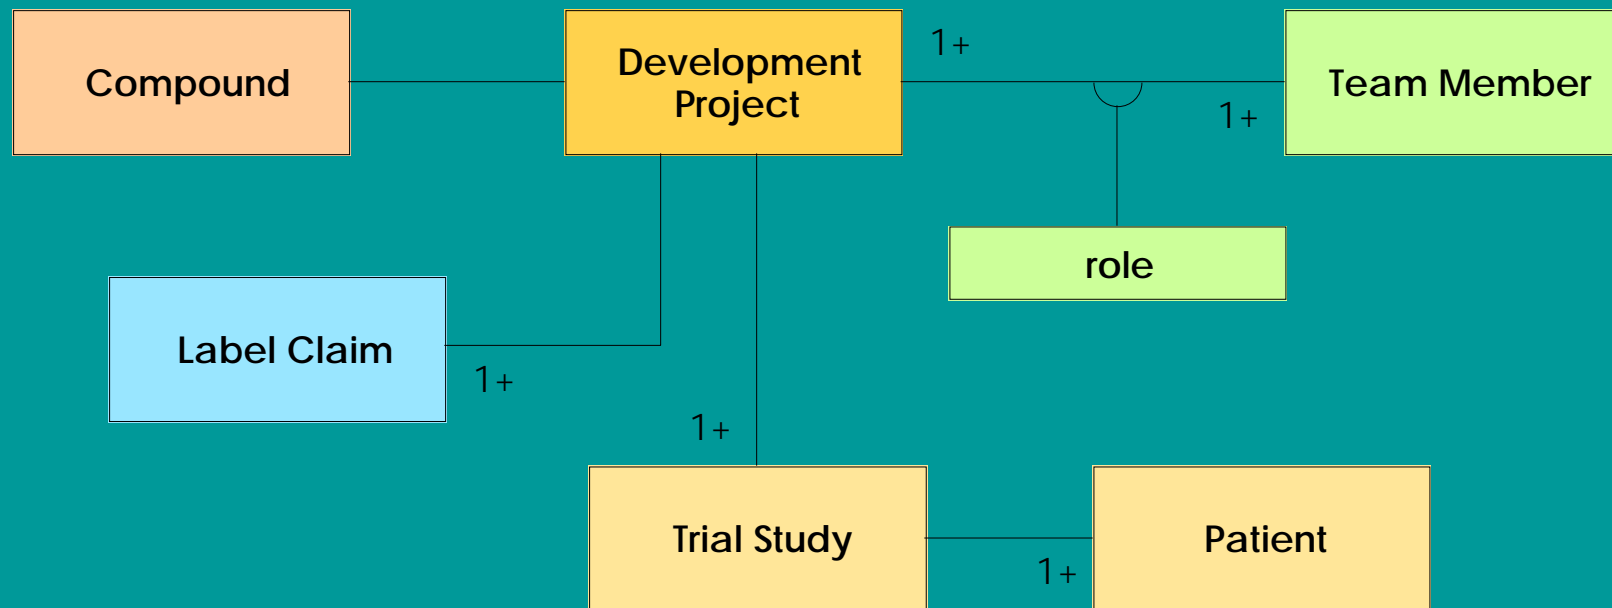 Compound
Development
Project
1+
1+
Team Member
role
Label Claim
1+
1+
Trial Study
1+
Patient